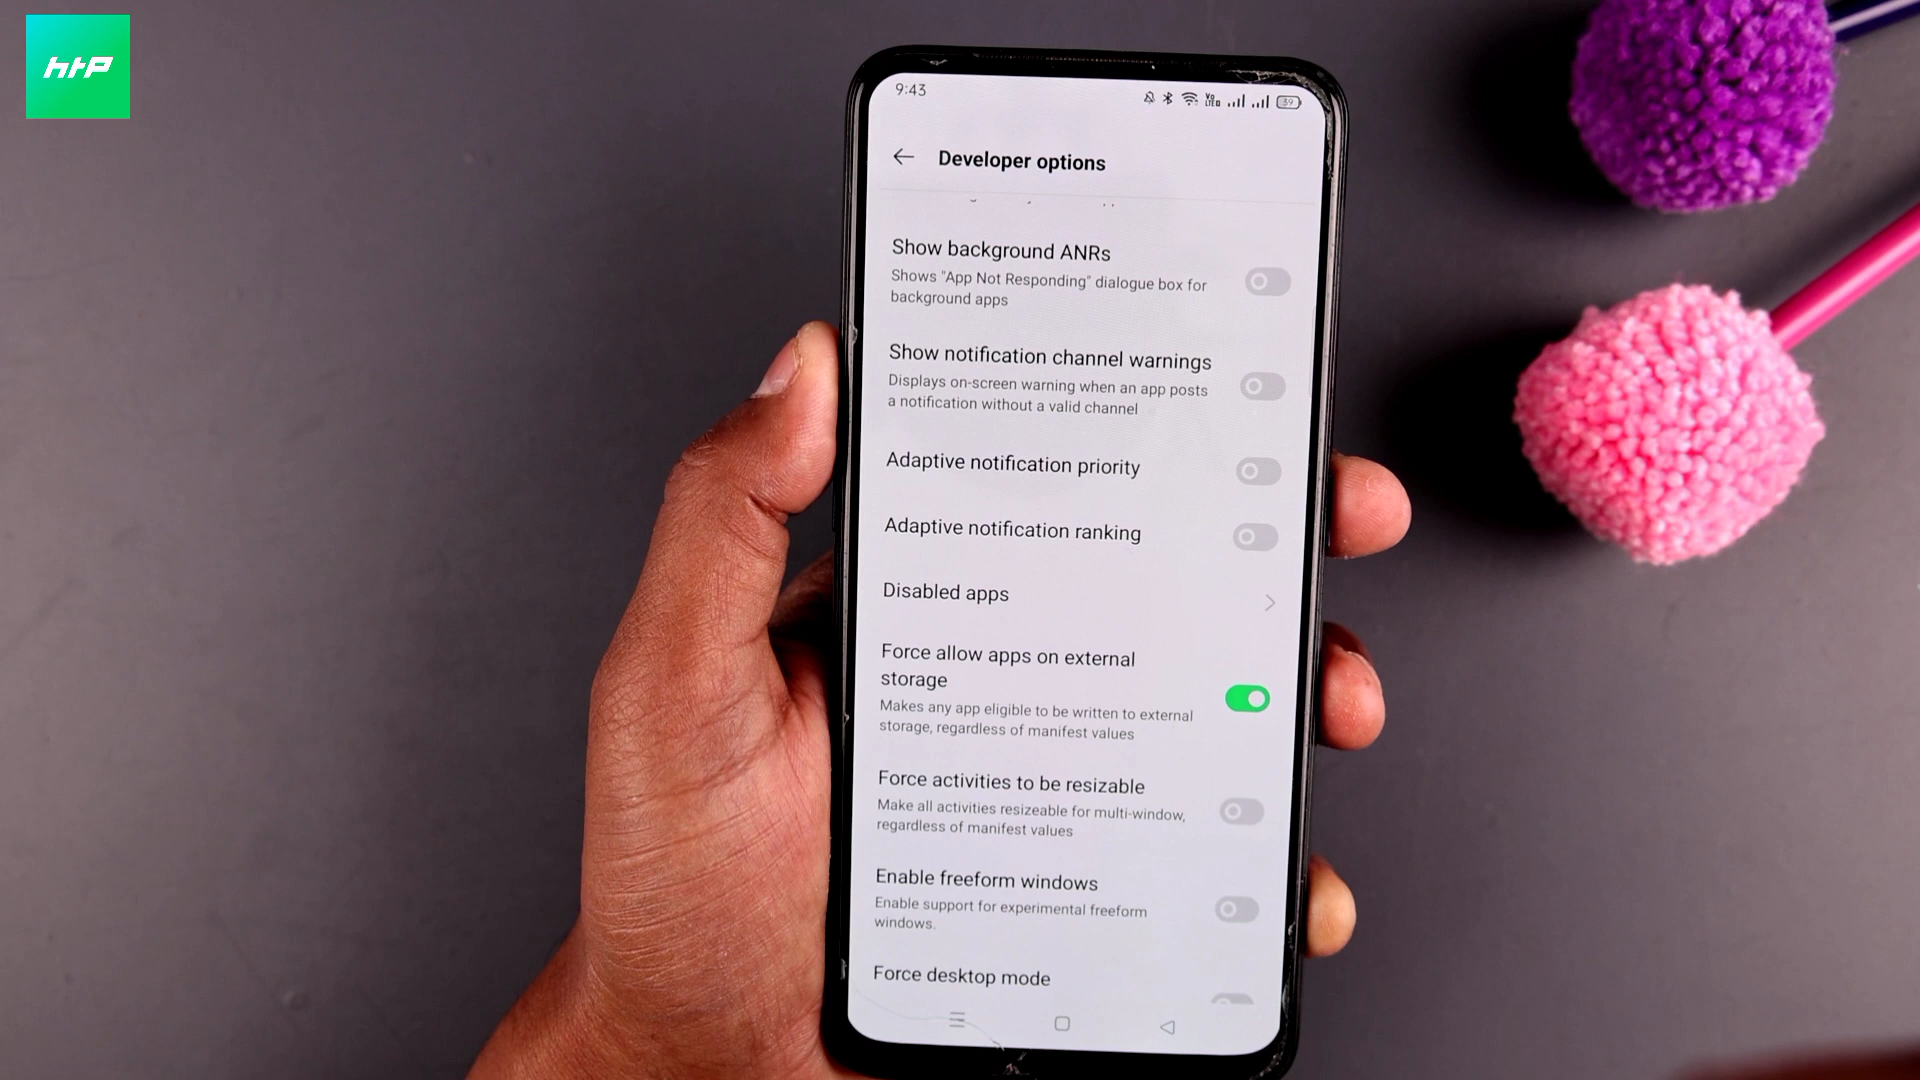 htP
9:43
Vo
LTE
39
Developer options
Show background ANRs
Shows "App Not Responding" dialogue box for
background apps
Show notification channel warnings
Displays on-screen warning when an app posts
a notification without a valid channel
Adaptive notification priority
Adaptive notification ranking
Disabled apps
Force allow apps on external
storage
Makes any app eligible to be written to external
storage, regardless of manifest values
Force activities to be resizable
Make all activities resizeable for multi-window,
regardless of manifest values
Enable freeform windows
Enable support for experimental freeform
windows.
Force desktop mode